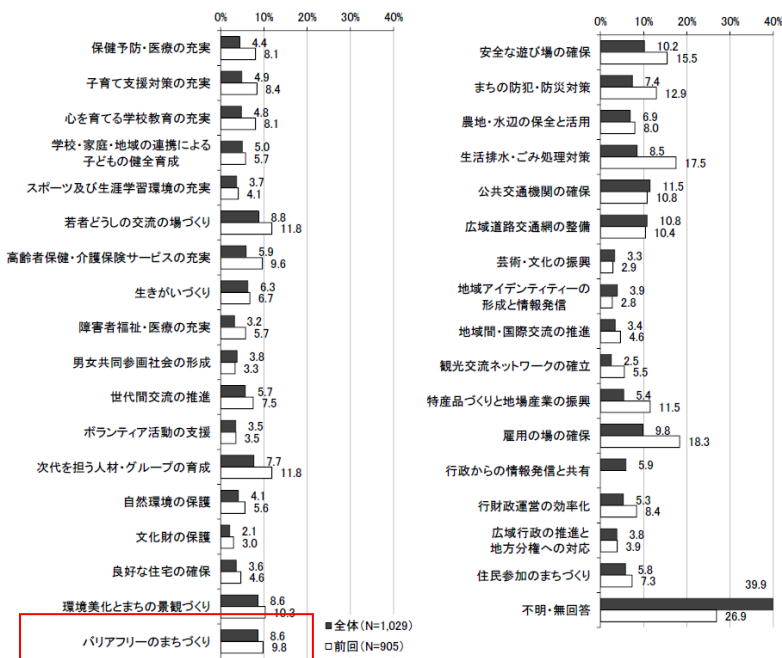 0% 10% 20% 30% 40%
保健予防・医療の充実 4.4
8.1
子育て支援対策の充実 4.9
8.4
心を育てる学校教育の充実 4.8
8.1
学校・家庭・地域の連携による
子どもの健全育成 5.0
5.7
スポーツ及び生涯学習環境の充実 3.7
4.1
若者どうしの交流の場づくり 8.8
11.8
高齢者保健・介護保険サービスの充実 5.9
9.6
生きがいづくり 6.3
6.7
障害者福祉・医療の充実 3.2
5.7
男女共同参画社会の形成 3.8
3.3
世代間交流の推進 5.7
7.5
ボランティア活動の支援 3.5
3.5
次代を担う人材・グループの育成 7.7
11.8
自然環境の保護 4.1
5.6
文化財の保護 2.1
3.0
良好な住宅の確保 3.6
4.6
環境美化とまちの景観づくり 8.6
10.3
バリアフリーのまちづくり 8.6
9.8
■全体(N=1,029)
□前回(N=905)
0% 10% 20% 30% 40%
安全な遊び場の確保 10.2
15.5
まちの防犯・防災対策 7.4
12.9
農地・水辺の保全と活用 6.9
8.0
生活排水・ごみ処理対策 8.5
17.5
公共交通機関の確保 11.5
10.8
広域道路交通網の整備 10.8
10.4
芸術・文化の振興 3.3
2.9
地域アイデンティティーの
形成と情報発信 3.9
2.8
地域間・国際交流の推進 3.4
4.6
観光交流ネットワークの確立 2.5
5.5
特産品づくりと地場産業の振興 5.4
11.5
雇用の場の確保 9.8
18.3
行政からの情報発信と共有 5.9
行財政運営の効率化 5.3
8.4
広域行政の推進と
地方分権への対応 3.8
3.9
住民参加のまちづくり 5.8
7.3
不明・無回答 39.9
26.9